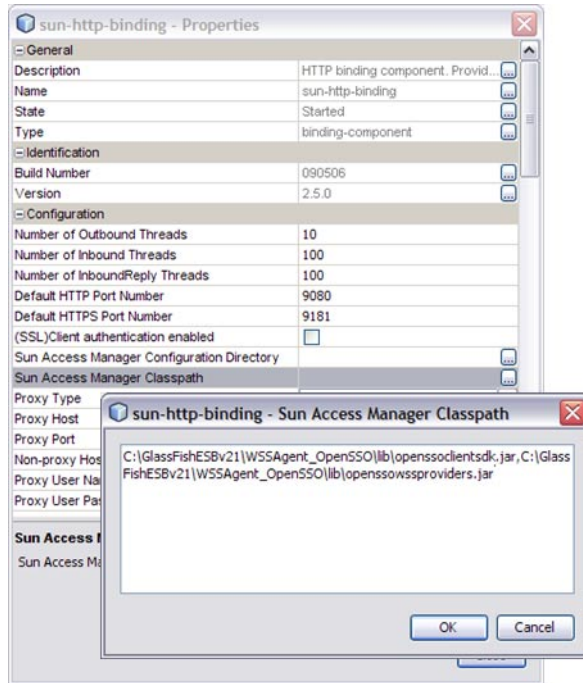 sun-http-binding - Properties
General
Description HTTP binding component. Provid... ...
Name sun-http-binding ...
State Started ...
Type binding-component ...
Identification
Build Number 090506 ...
Version 2.5.0 ...
Configuration
Number of Outbound Threads 10
Number of Inbound Threads 100
Number of InboundReply Threads 100
Default HTTP Port Number 9080
Default HTTPS Port Number 9181
(SSL)Client authentication enabled
Sun Access Manager Configuration Directory ...
Sun Access Manager Classpath ...
Proxy Type
Proxy Host
Proxy Port
Non-proxy Hos
Proxy User Na
Proxy User Pa
Sun Access
Sun Access Ma
sun-http-binding - Sun Access Manager Classpath
C:\GlassFishESBv21\WSSAgent_OpenSSO\lib\openssoclientsdk.jar,C:\Glass
FishESBv21\WSSAgent_OpenSSO\lib\openssowssproviders.jar
OK Cancel